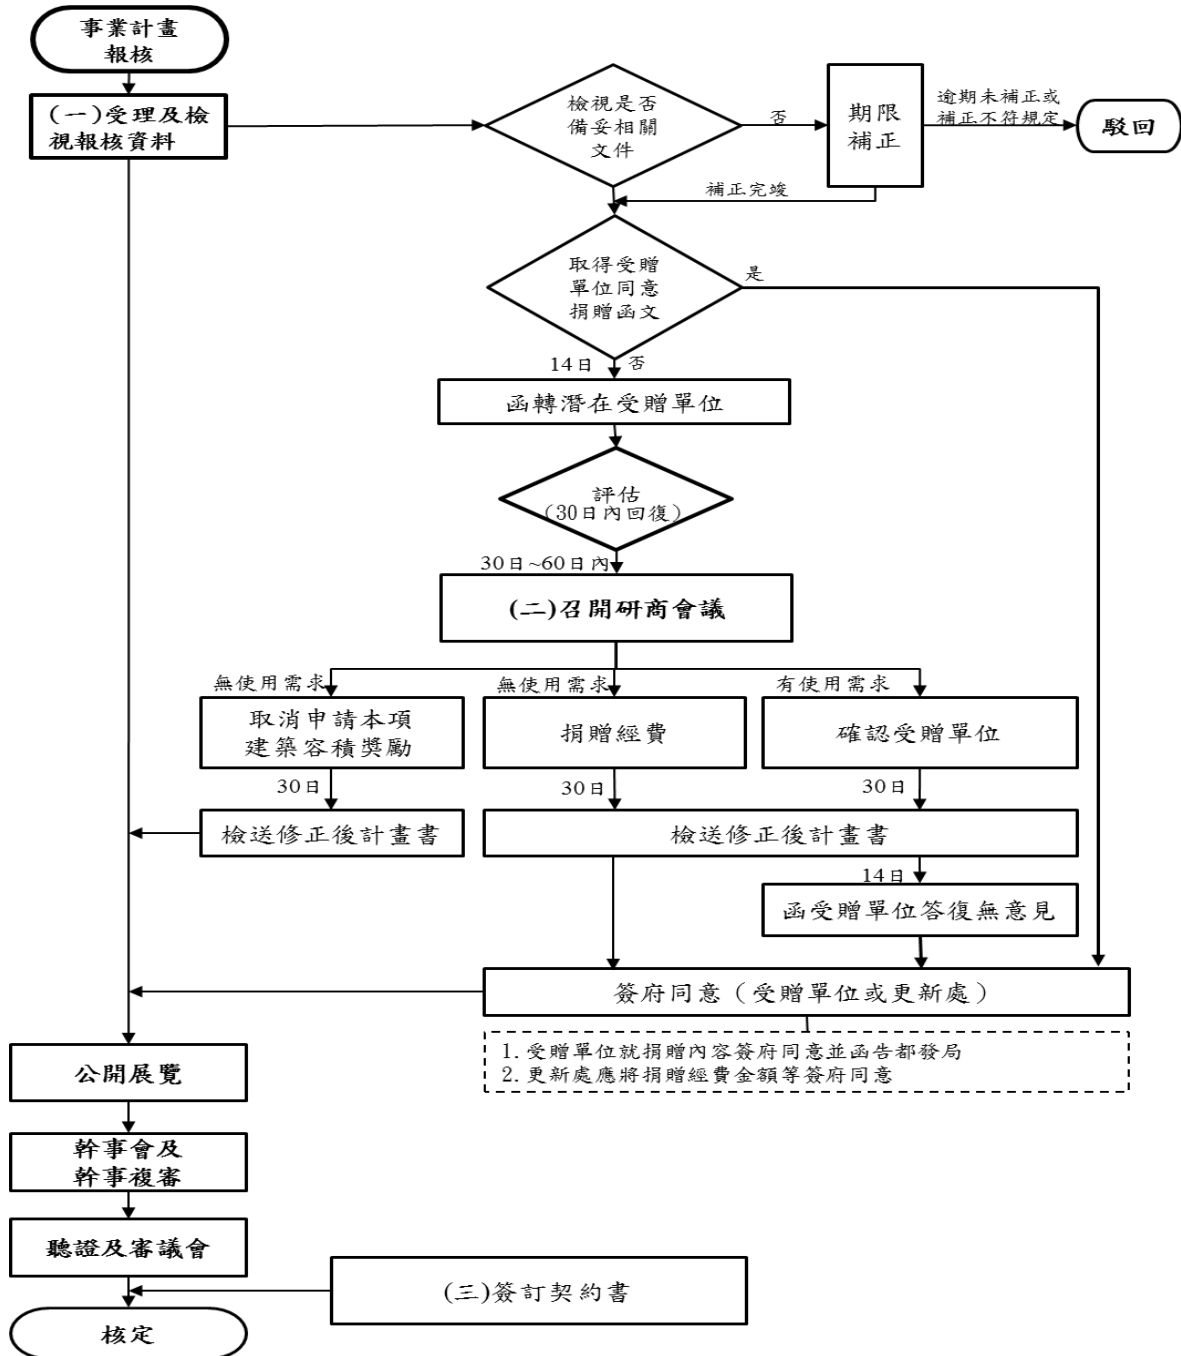 事業計畫
報核
(一)受理及檢
視報核資料
檢視是否
備妥相關
文件
否
期限
補正
逾期未補正或
補正不符規定
駁回
補正完竣
取得受贈
單位同意
捐贈函文
是
14日
否
函轉潛在受贈單位
評估
(30日內回復)
30日~60日內
(二)召開研商會議
無使用需求
無使用需求
有使用需求
取消申請本項
建築容積獎勵
捐贈經費
確認受贈單位
30日
30日
30日
檢送修正後計畫書
檢送修正後計畫書
14日
函受贈單位答復無意見
簽府同意（受贈單位或更新處）
1. 受贈單位就捐贈內容簽府同意並函告都發局
2. 更新處應將捐贈經費金額等簽府同意
公開展覽
幹事會及
幹事複審
聽證及審議會
(三)簽訂契約書
核定